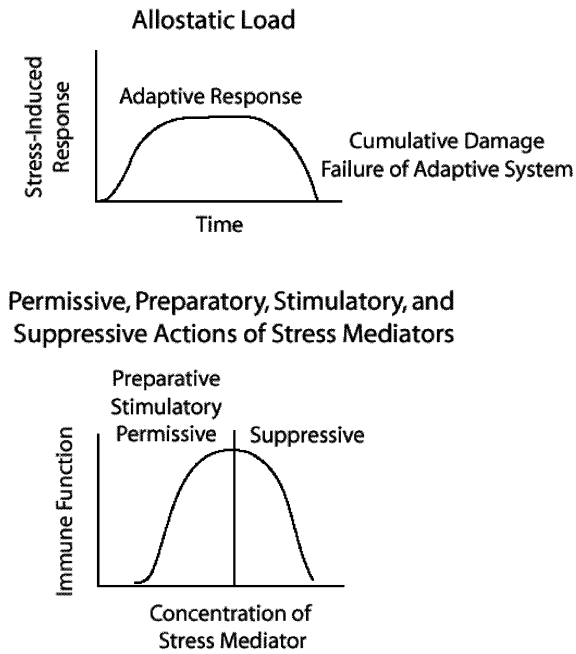 Allostatic Load
Stress-Induced
Response
Adaptive Response
Cumulative Damage
Failure of Adaptive System
Time
Permissive, Preparatory, Stimulatory, and
Suppressive Actions of Stress Mediators
Preparative
Stimulatory
Permissive
Suppressive
Immune Function
Concentration of
Stress Mediator